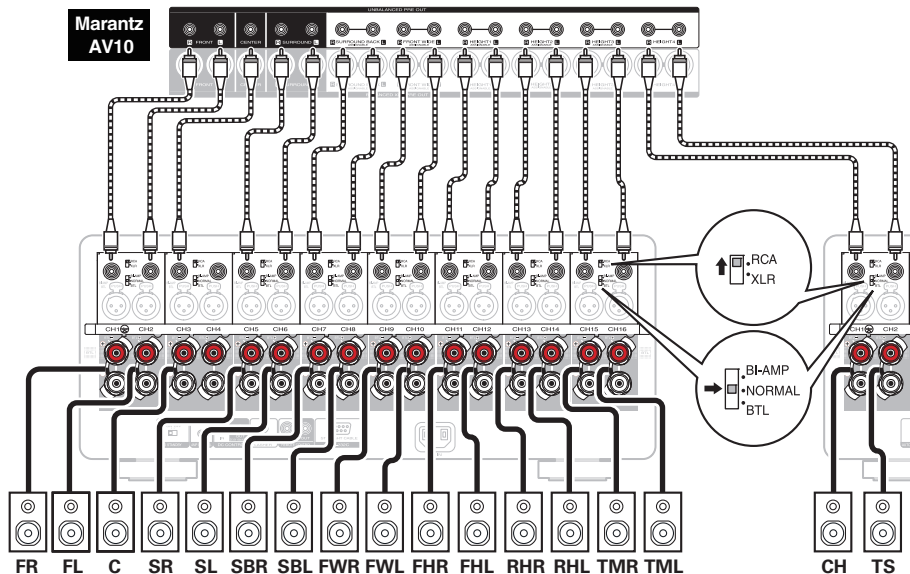 Marantz
AV10
UNBALANCED PRE OUT
R FRONT L
CENTER
R SURROUND L
R SURROUND BACK L
R FRONT WIDE L
R HEIGHT1 L
R HEIGHT2 L
R HEIGHT3 L
R HEIGHT4 L
RCA
XLR
BI-AMP
NORMAL
BTL
CH1 CH2 CH3 CH4 CH5 CH6 CH7 CH8 CH9 CH10 CH11 CH12 CH13 CH14 CH15 CH16
CH1 CH2
FR FL C SR SL SBR SBL FWR FWL FHR FHL RHR RHL TMR TML CH TS